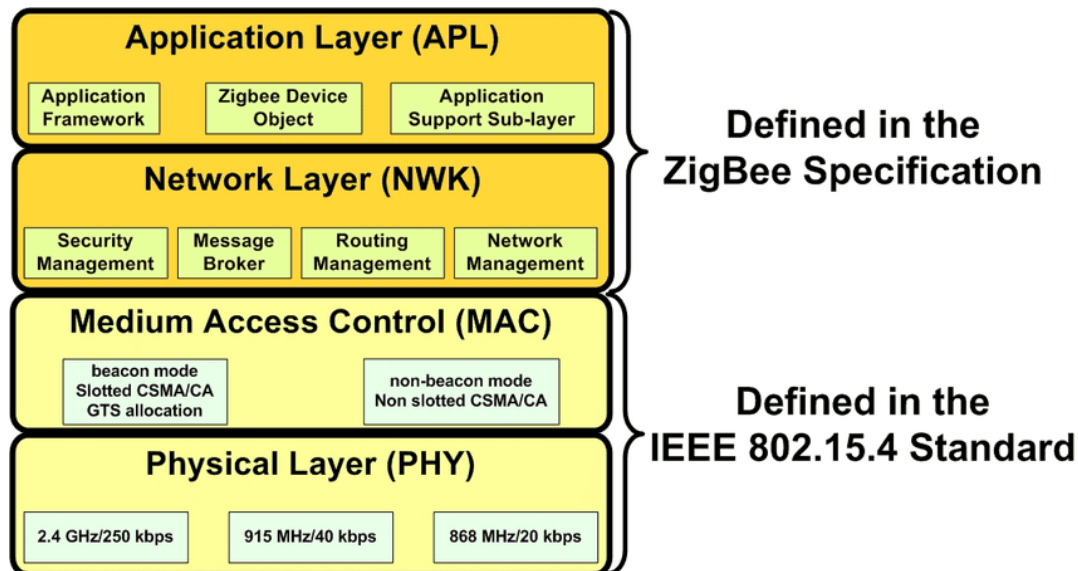 Application Layer (APL)
Application
Framework
Zigbee Device
Object
Application
Support Sub-layer
Defined in the
ZigBee Specification
Network Layer (NWK)
Security
Management
Message
Broker
Routing
Management
Network
Management
Medium Access Control (MAC)
beacon mode
Slotted CSMA/CA
GTS allocation
non-beacon mode
Non slotted CSMA/CA
Defined in the
IEEE 802.15.4 Standard
Physical Layer (PHY)
2.4 GHz/250 kbps
915 MHz/40 kbps
868 MHz/20 kbps